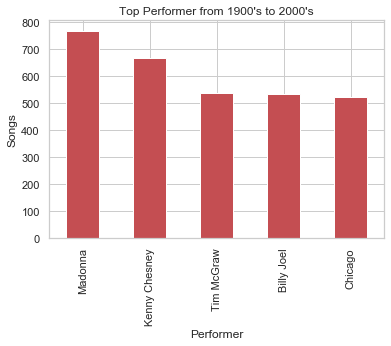 Top Performer from 1900's to 2000's
Songs
800
700
600
500
400
300
200
100
0
Madonna
Kenny Chesney
Tim McGraw
Billy Joel
Chicago
Performer